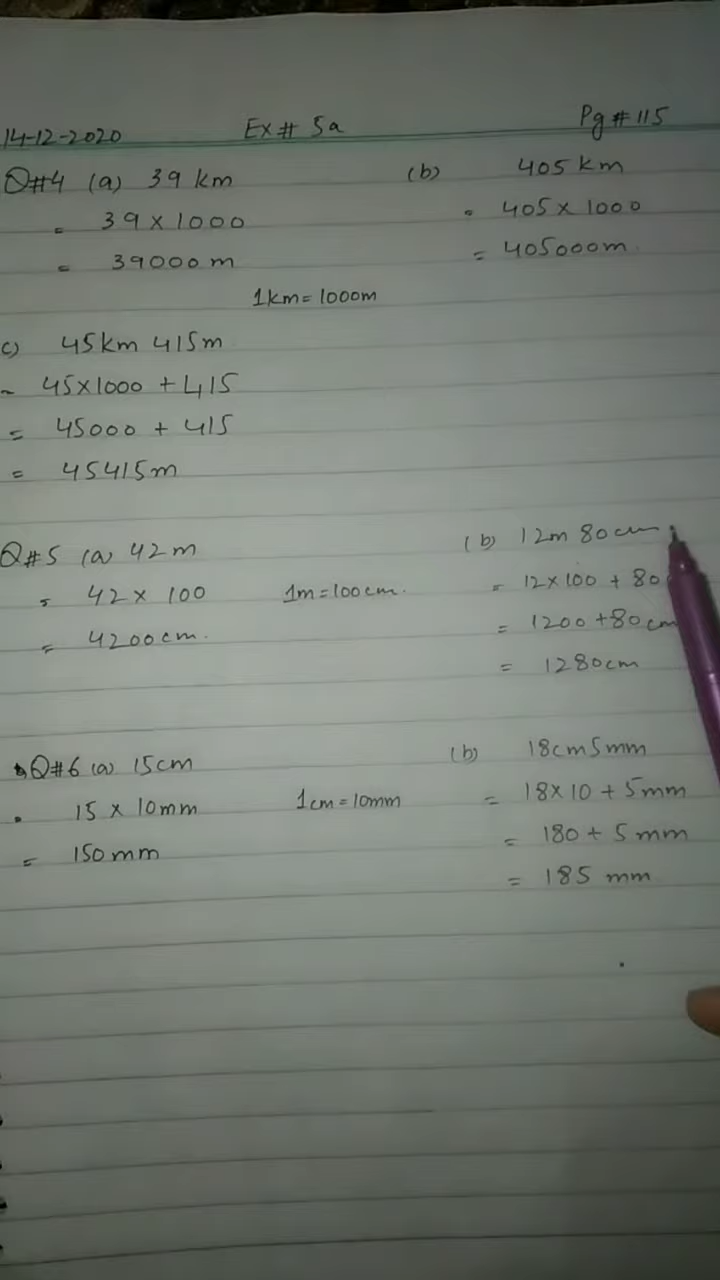 14-12-2020 Ex# 5a Pg#115
Q#4 (a) 39 km
= 39 x 1000
= 39000 m
(b) 405 km
= 405 x 1000
= 405000m
1km = 1000m
c) 45km 415m
= 45x1000 + 415
= 45000 + 415
= 45415m
Q#5 (a) 42m
= 42 x 100
= 4200cm.
1m = 100cm.
(b) 12m 80cm
= 12x100 + 80
= 1200 + 80cm
= 1280cm
Q#6 (a) 15cm
= 15 x 10mm
= 150mm
1cm = 10mm
(b) 18cm5mm
= 18x10 + 5mm
= 180 + 5 mm
= 185 mm